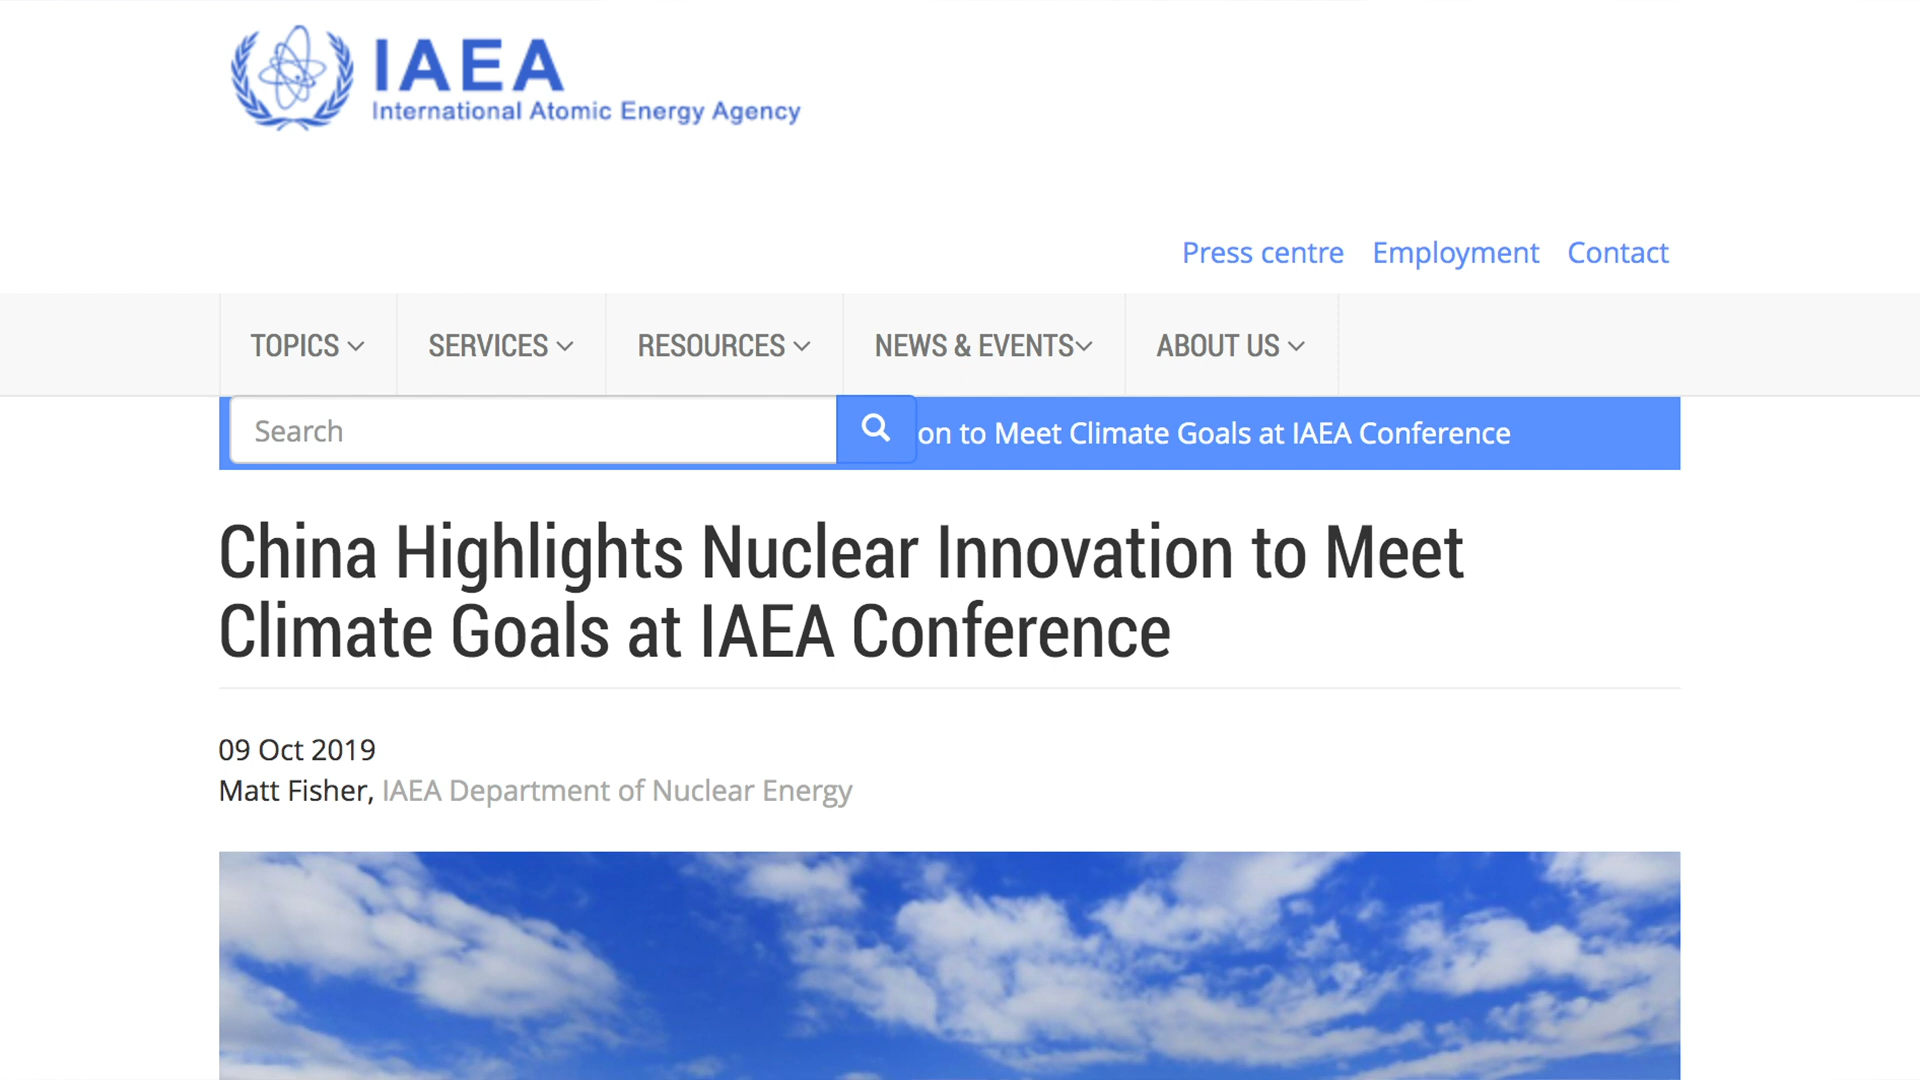 IAEA
International Atomic Energy Agency
Press centre Employment Contact
TOPICS SERVICES RESOURCES NEWS & EVENTS ABOUT US
Search on to Meet Climate Goals at IAEA Conference
China Highlights Nuclear Innovation to Meet
Climate Goals at IAEA Conference
09 Oct 2019
Matt Fisher, IAEA Department of Nuclear Energy